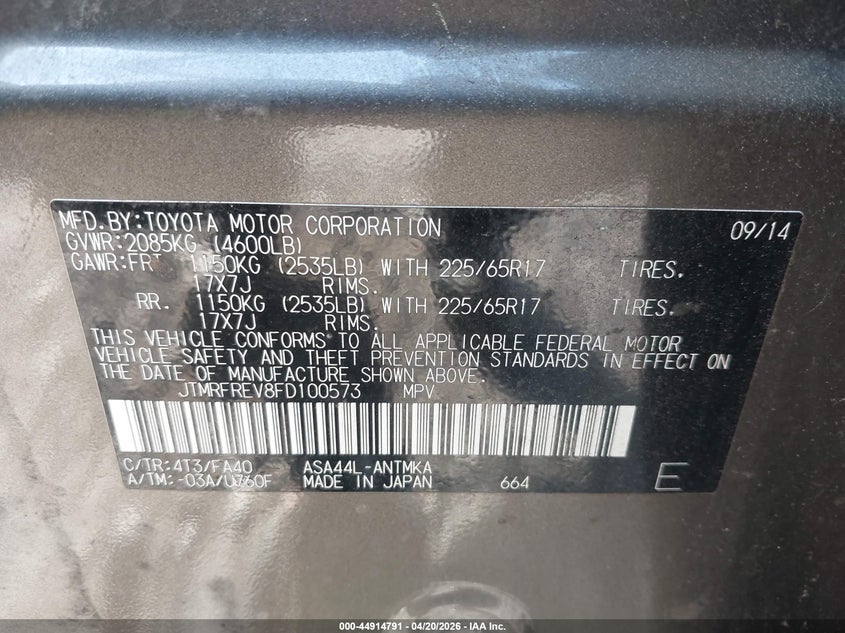 MFD.BY:TOYOTA MOTOR CORPORATION 09/14
GVWR:2085KG (4600LB)
GAWR:FRT 1150KG (2535LB) WITH 225/65R17 TIRES.
17X7J RIMS.
RR. 1150KG (2535LB) WITH 225/65R17 TIRES.
17X7J RIMS.
THIS VEHICLE CONFORMS TO ALL APPLICABLE FEDERAL MOTOR
VEHICLE SAFETY AND THEFT PREVENTION STANDARDS IN EFFECT ON
THE DATE OF MANUFACTURE SHOWN ABOVE.
JTMRFREV8FD100573 MPV
C/TR:4T3/FA40 ASA44L-ANTMKA
A/TM:-03A/U760F MADE IN JAPAN 664 E
000-44914791 - 04/20/2026 - IAA Inc.